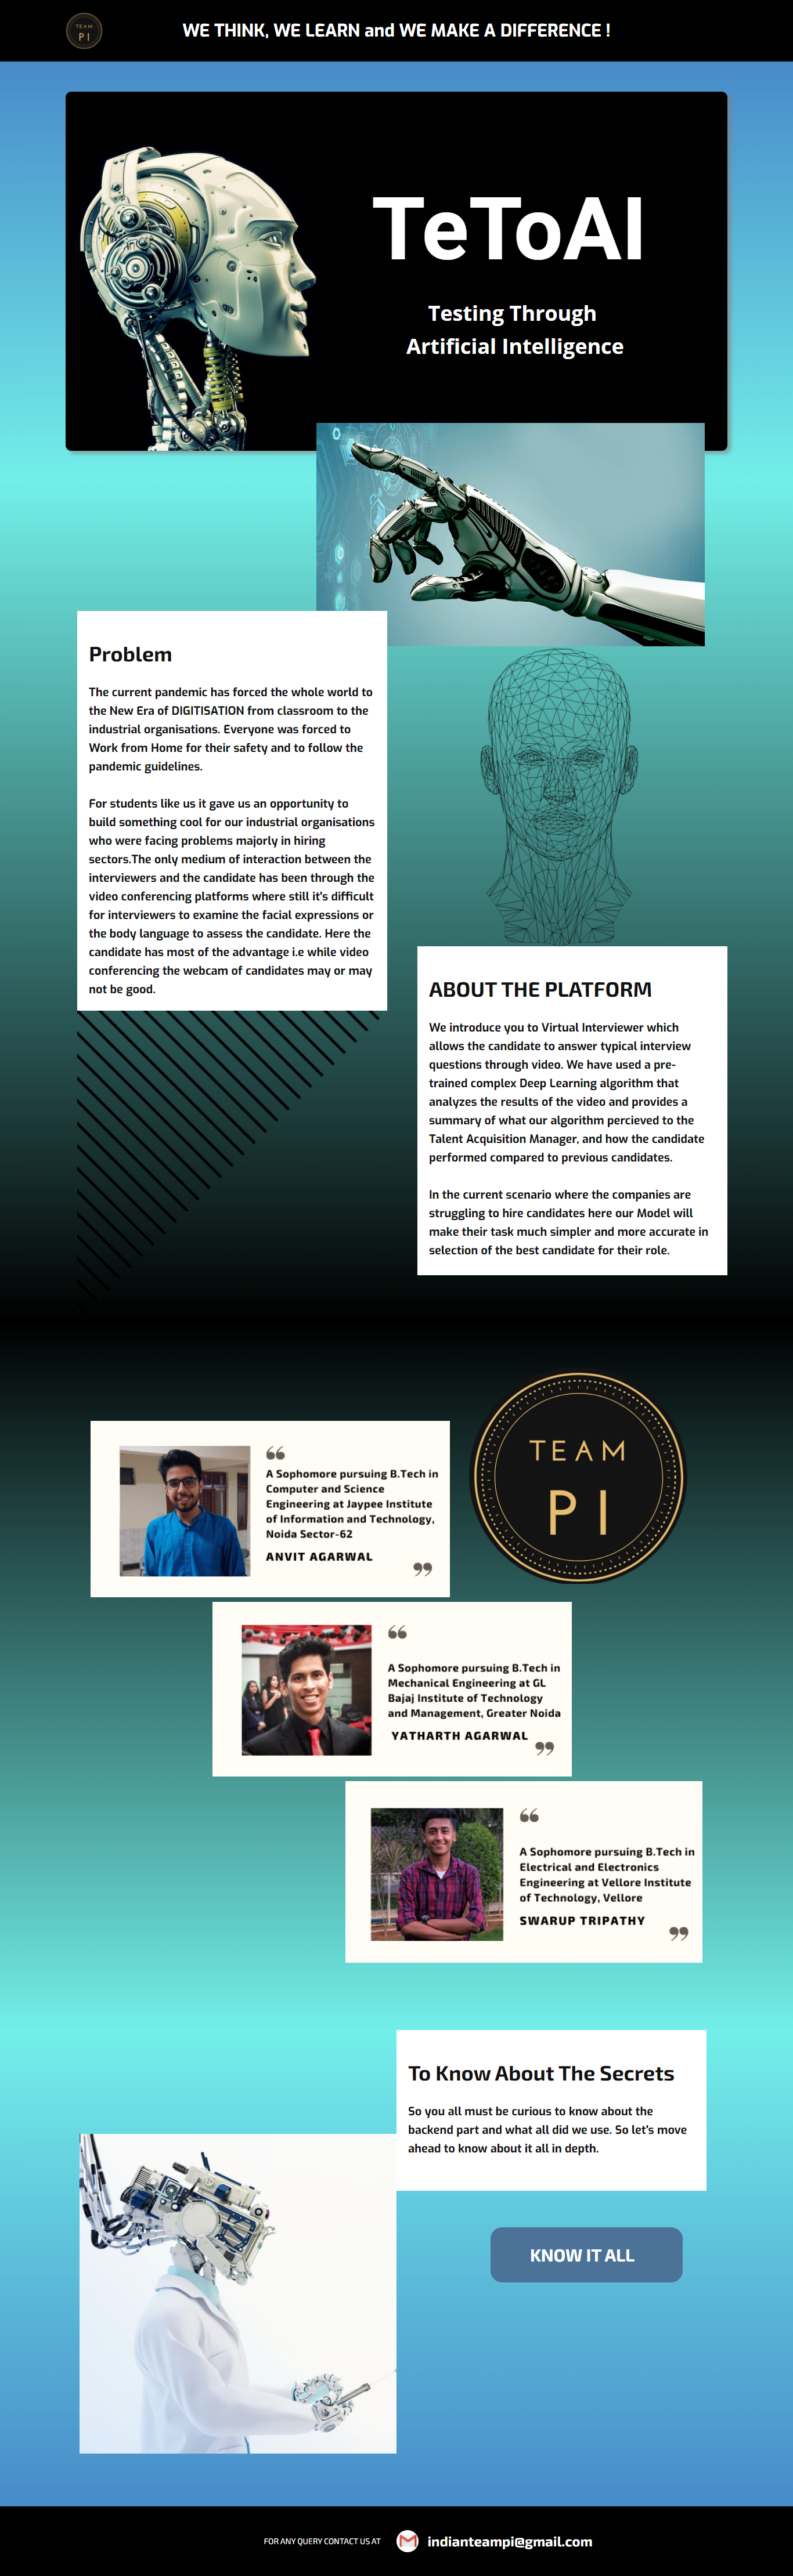 TEAM
PI
WE THINK, WE LEARN and WE MAKE A DIFFERENCE !
TeToAI
Testing Through
Artificial Intelligence
Problem
The current pandemic has forced the whole world to
the New Era of DIGITISATION from classroom to the
industrial organisations. Everyone was forced to
Work from Home for their safety and to follow the
pandemic guidelines.
For students like us it gave us an opportunity to
build something cool for our industrial organisations
who were facing problems majorly in hiring
sectors.The only medium of interaction between the
interviewers and the candidate has been through the
video conferencing platforms where still it's difficult
for interviewers to examine the facial expressions or
the body language to assess the candidate. Here the
candidate has most of the advantage i.e while video
conferencing the webcam of candidates may or may
not be good.
ABOUT THE PLATFORM
We introduce you to Virtual Interviewer which
allows the candidate to answer typical interview
questions through video. We have used a pre-
trained complex Deep Learning algorithm that
analyzes the results of the video and provides a
summary of what our algorithm percieved to the
Talent Acquisition Manager, and how the candidate
performed compared to previous candidates.
In the current scenario where the companies are
struggling to hire candidates here our Model will
make their task much simpler and more accurate in
selection of the best candidate for their role.
TEAM
PI
“
A Sophomore pursuing B.Tech in
Computer and Science
Engineering at Jaypee Institute
of Information and Technology,
Noida Sector-62
ANVIT AGARWAL
”
“
A Sophomore pursuing B.Tech in
Mechanical Engineering at GL
Bajaj Institute of Technology
and Management, Greater Noida
YATHARTH AGARWAL
”
“
A Sophomore pursuing B.Tech in
Electrical and Electronics
Engineering at Vellore Institute
of Technology, Vellore
SWARUP TRIPATHY
”
To Know About The Secrets
So you all must be curious to know about the
backend part and what all did we use. So let's move
ahead to know about it all in depth.
KNOW IT ALL
FOR ANY QUERY CONTACT US AT
indianteampi@gmail.com